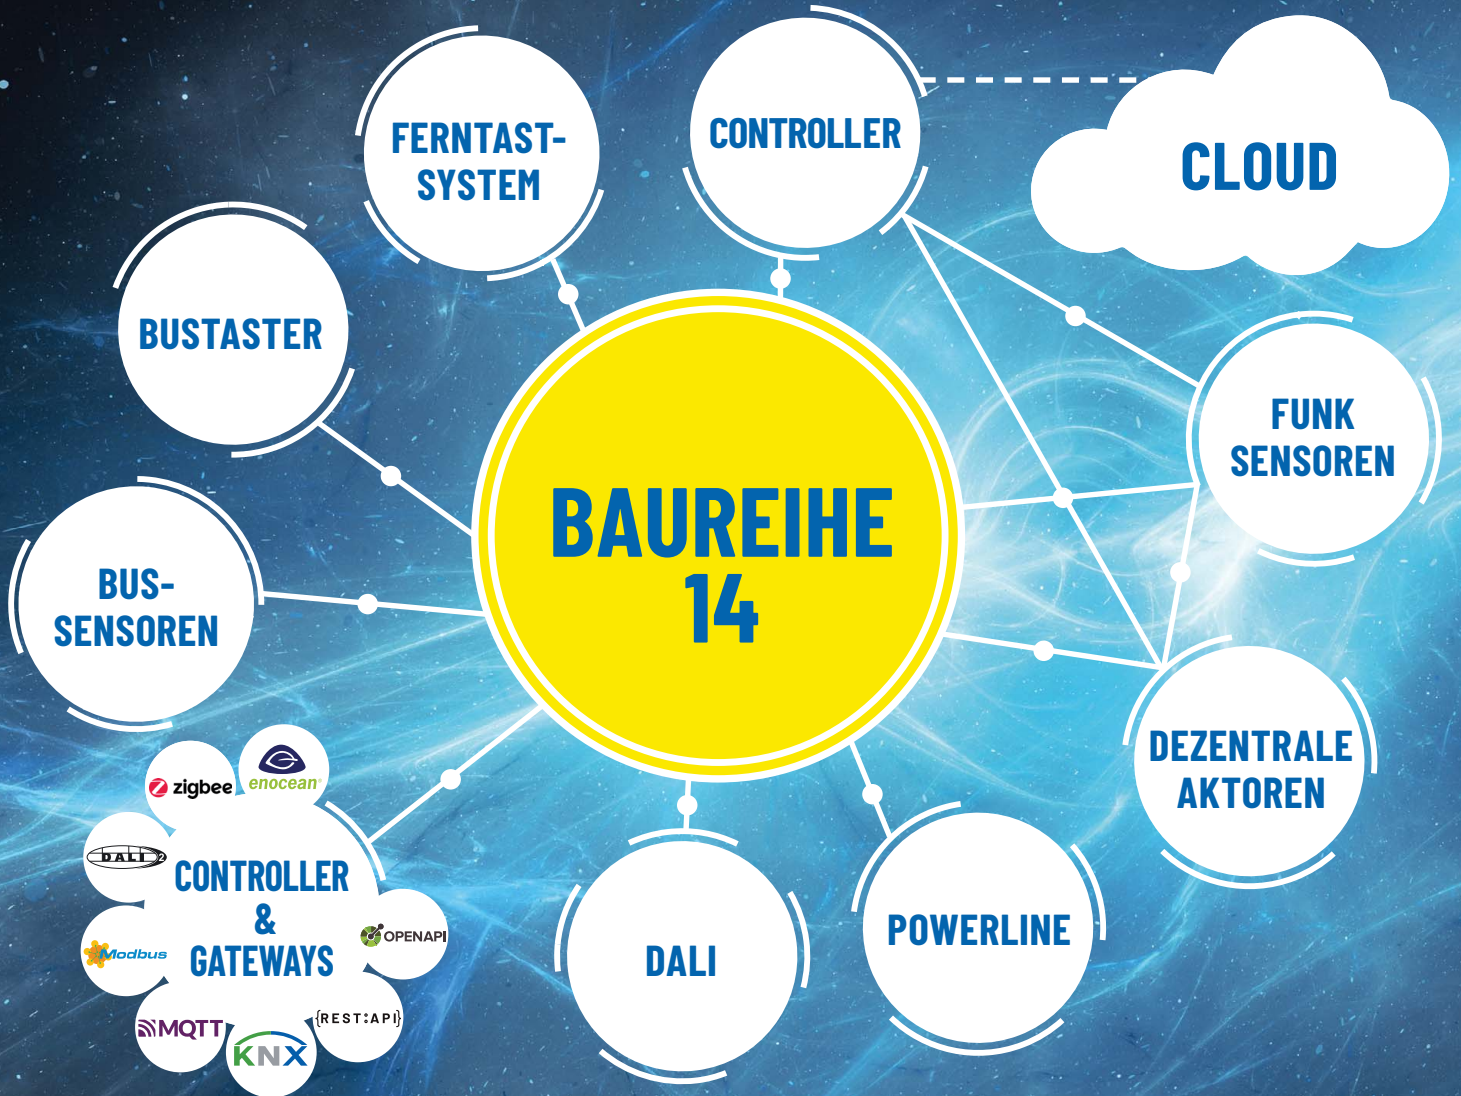 FERNTAST-
SYSTEM
CONTROLLER
CLOUD
BUSTASTER
FUNK
SENSOREN
BAUREIHE
14
BUS-
SENSOREN
DEZENTRALE
AKTOREN
zigbee
enocean®
DALI 2
CONTROLLER
&
GATEWAYS
OPENAPI
Modbus
MQTT
{REST:API}
KNX
DALI
POWERLINE